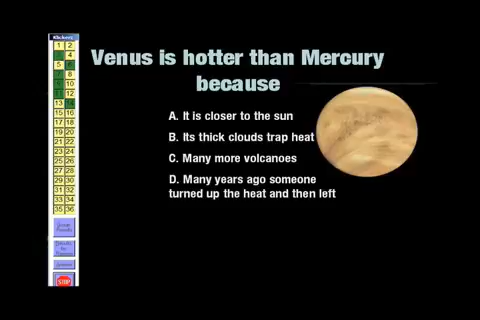 Klickers
1 2
3 4
5 6
7 8
9 10
11 12
13 14
15 16
17 18
19 20
21 22
23 24
25 26
27 28
29 30
31 32
33 34
35 36
STOP
Venus is hotter than Mercury
because
A. It is closer to the sun
B. Its thick clouds trap heat
C. Many more volcanoes
D. Many years ago someone
turned up the heat and then left